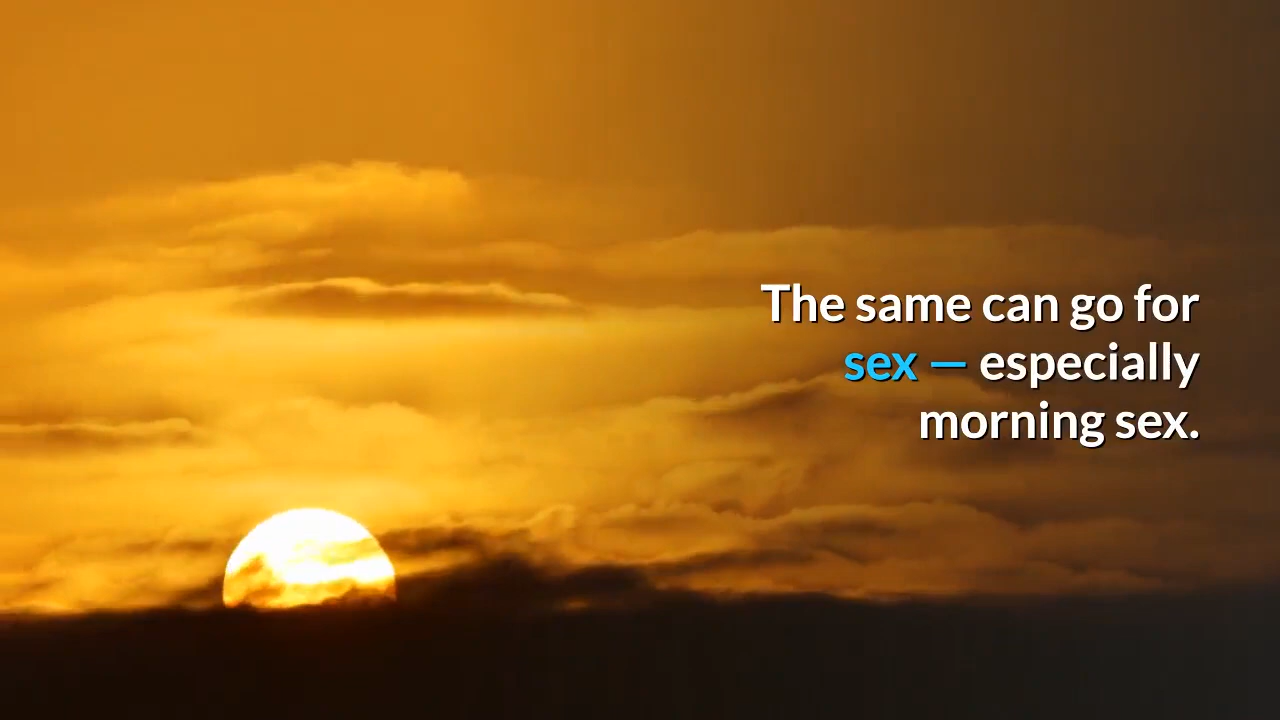 The same can go for
sex — especially
morning sex.